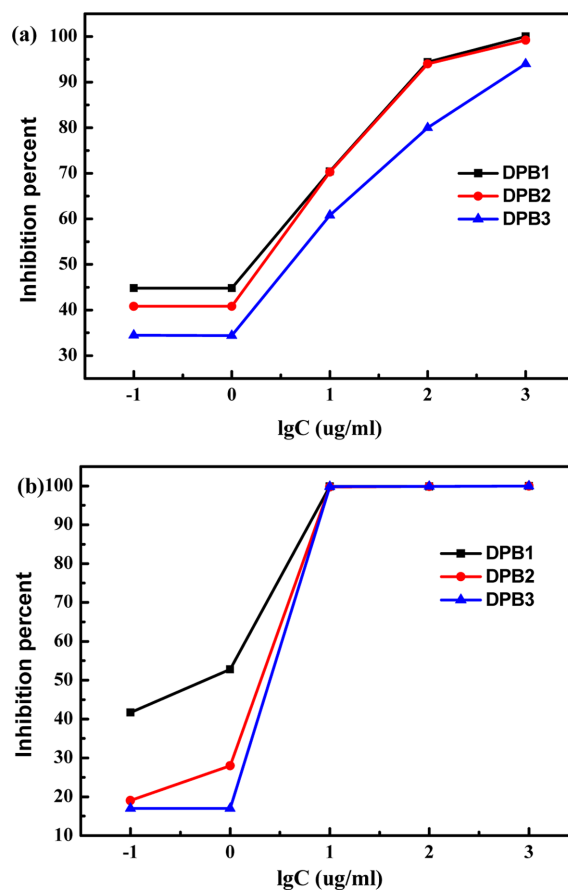 (a)
100
90
80
70
60
50
40
30
Inhibition percent
DPB1
DPB2
DPB3
-1 0 1 2 3
lgC (ug/ml)
(b)
100
90
80
70
60
50
40
30
20
10
Inhibition percent
DPB1
DPB2
DPB3
-1 0 1 2 3
lgC (ug/ml)